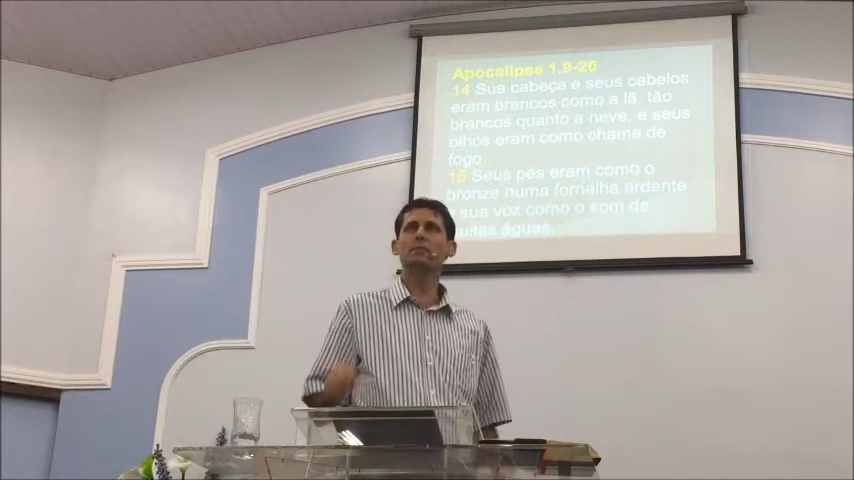 Apocalipse 1,9-20
14 Sua cabeça e seus cabelos
eram brancos como a lã, tão
brancos quanto a neve, e seus
olhos eram como chama de
fogo.
15 Seus pés eram como o
bronze numa fornalha ardente
e sua voz como o som de
muitas águas.